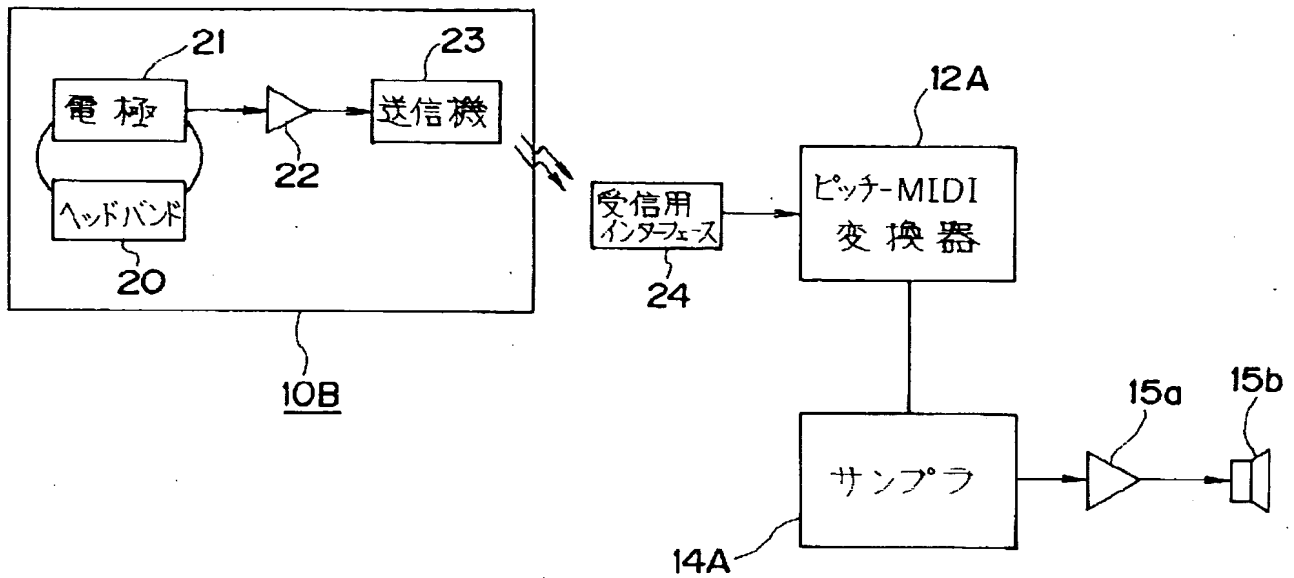 21
電極
22
23
送信機
ヘッドバンド
20
10B
受信用
インターフェース
24
12A
ピッチ-MIDI
変換器
サンプラ
14A
15a
15b